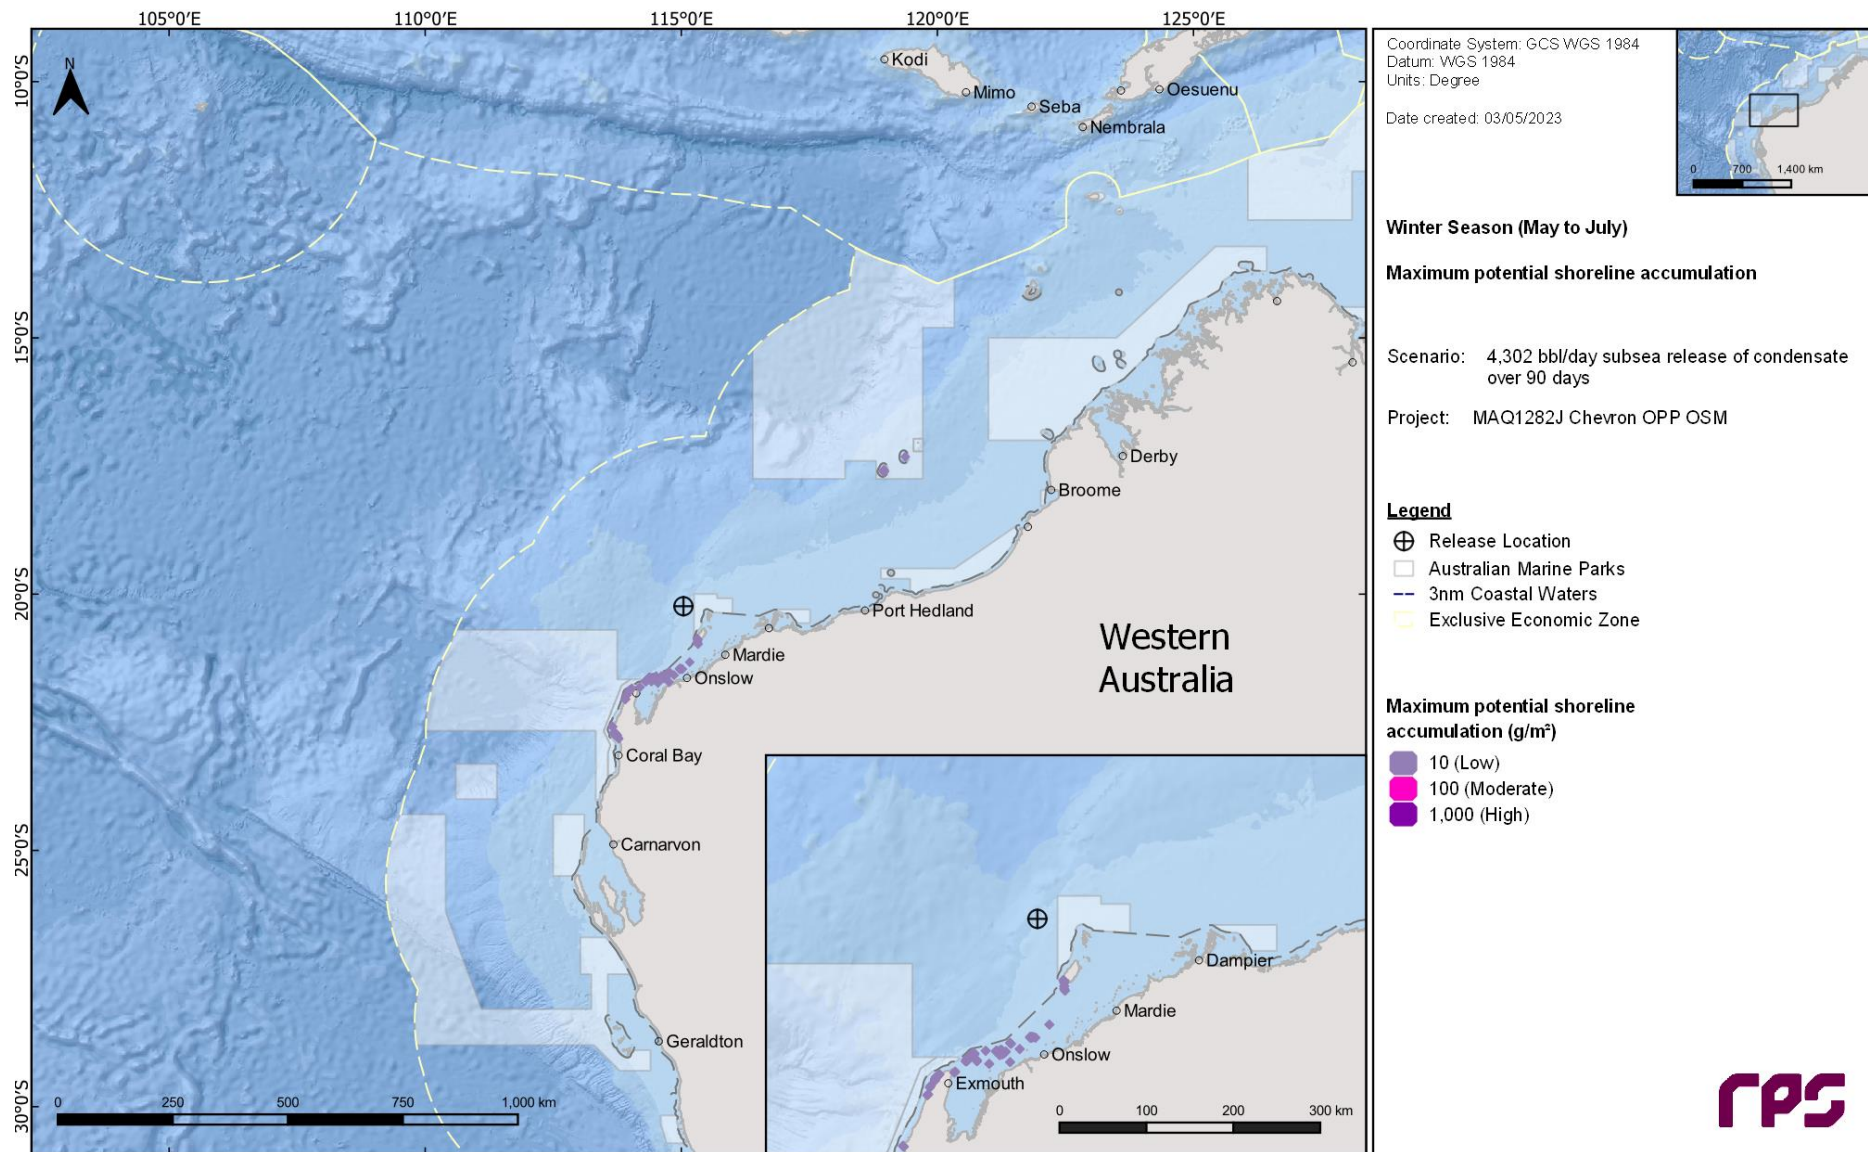 105°0'E 110°0'E 115°0'E 120°0'E 125°0'E
10°0'S
15°0'S
20°0'S
25°0'S
30°0'S
N
Kodi
Mimo
Seba
Oesuenu
Nembrala
Derby
Broome
Port Hedland
Mardie
Onslow
Coral Bay
Carnarvon
Geraldton
Western
Australia
0 250 500 750 1,000 km
Dampier
Mardie
Onslow
Exmouth
0 100 200 300 km
Coordinate System: GCS WGS 1984
Datum: WGS 1984
Units: Degree
Date created: 03/05/2023
0 700 1,400 km
Winter Season (May to July)
Maximum potential shoreline accumulation
Scenario: 4,302 bbl/day subsea release of condensate
over 90 days
Project: MAQ1282J Chevron OPP OSM
Legend
Release Location
Australian Marine Parks
3nm Coastal Waters
Exclusive Economic Zone
Maximum potential shoreline
accumulation (g/m²)
10 (Low)
100 (Moderate)
1,000 (High)
rps